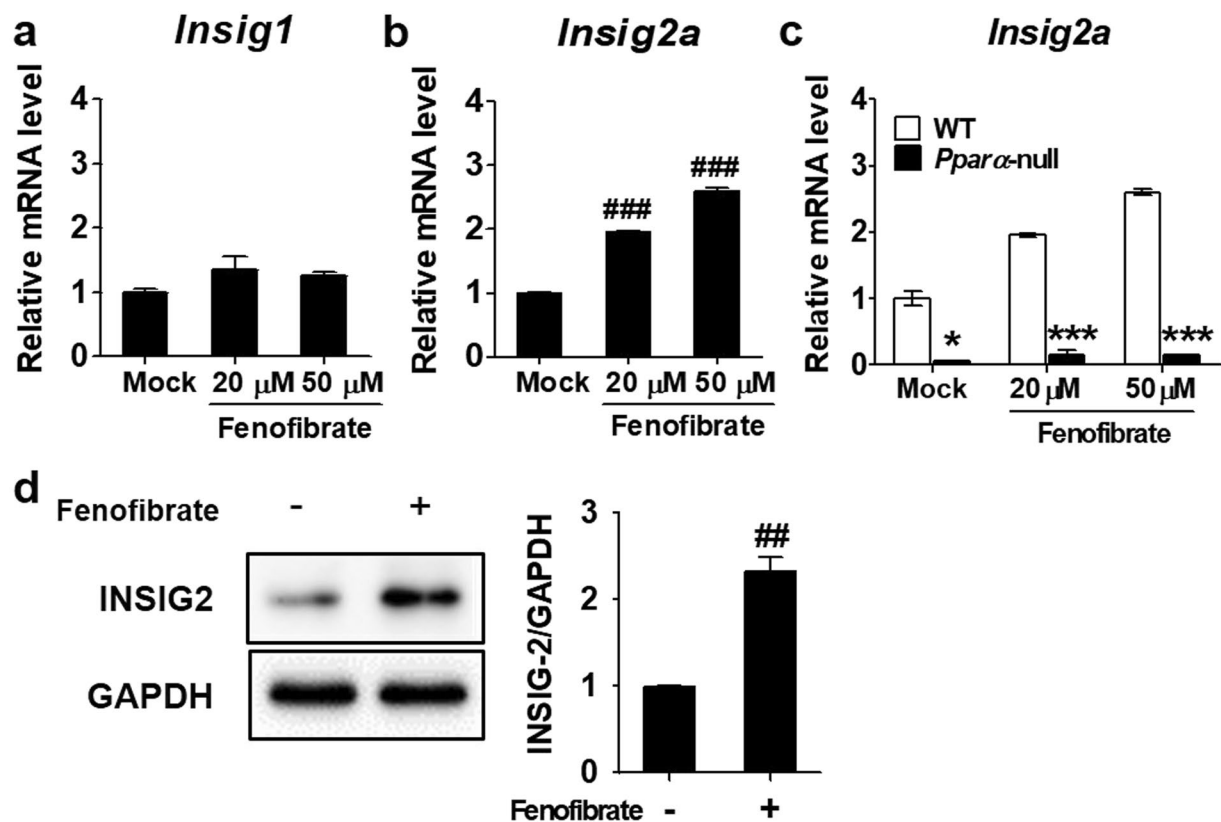 a
Insig1
Relative mRNA level
4
3
2
1
0
Mock
20 μM
50 μM
Fenofibrate
b
Insig2a
Relative mRNA level
4
3
2
1
0
###
###
Mock
20 μM
50 μM
Fenofibrate
c
Insig2a
Relative mRNA level
4
3
2
1
0
WT
Pparα-null
*
***
***
Mock
20 μM
50 μM
Fenofibrate
d
Fenofibrate - +
INSIG2
GAPDH
INSIG-2/GAPDH
3
2
1
0
##
Fenofibrate - +